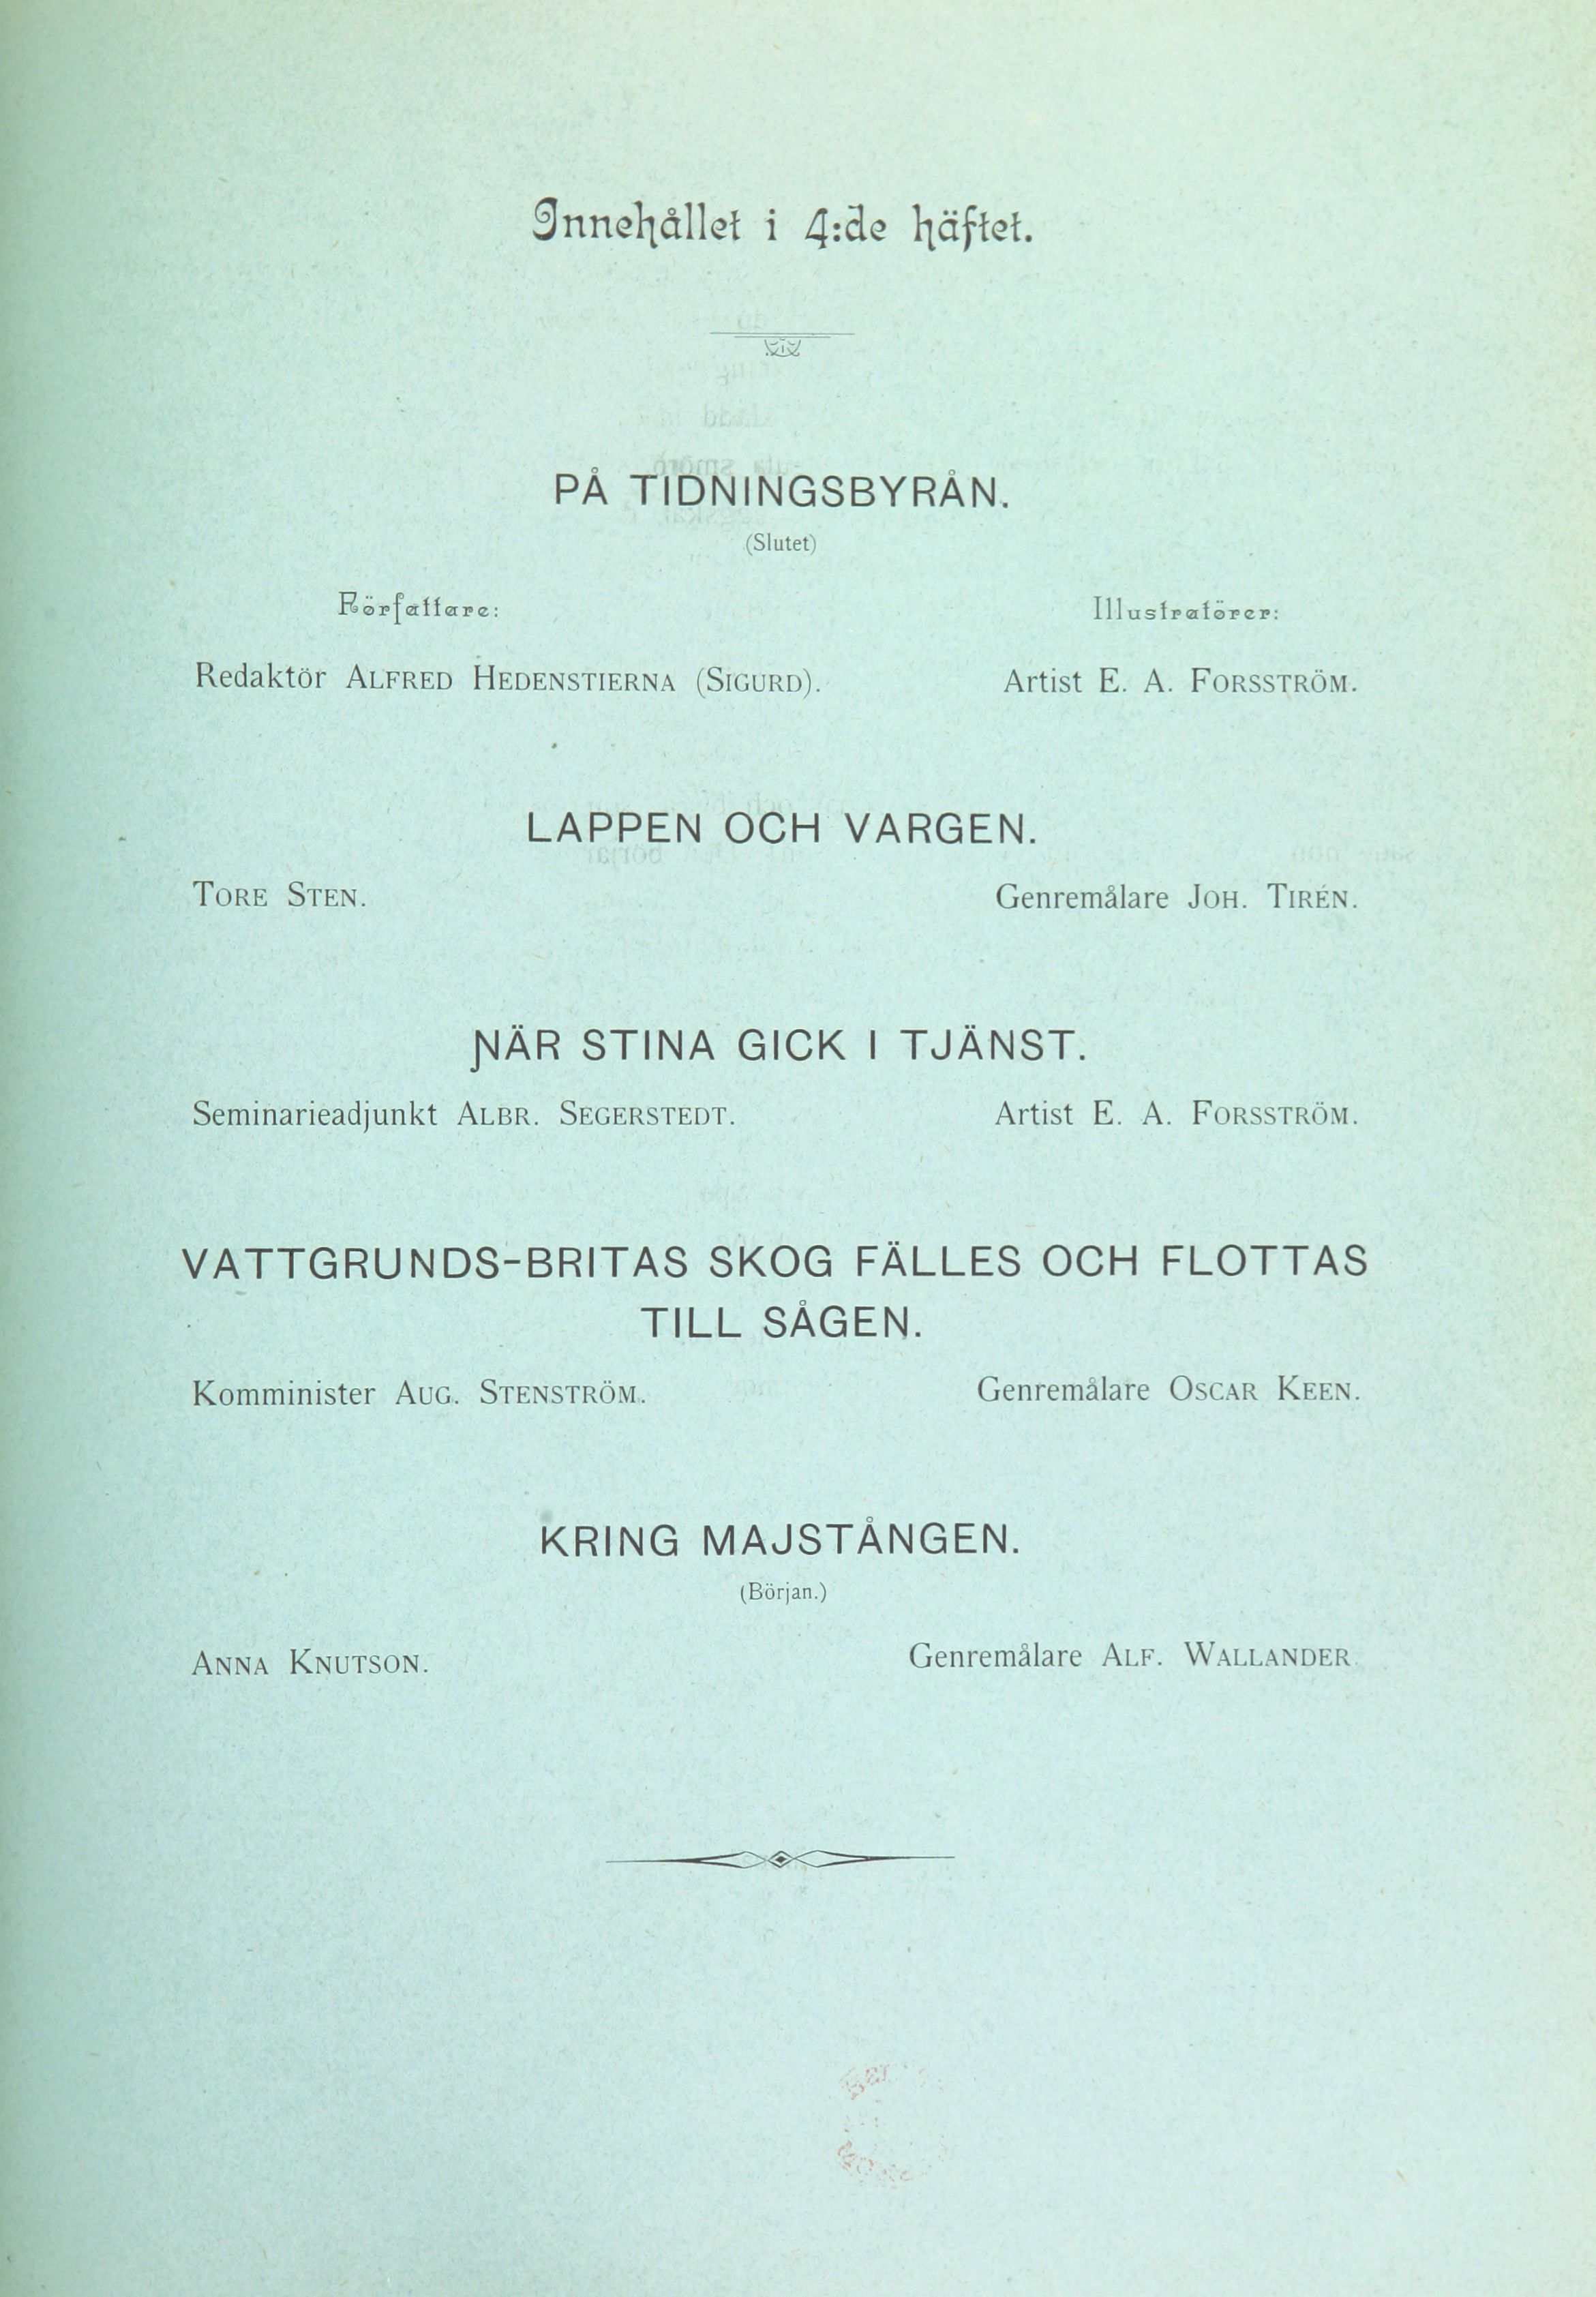 Innehållet i 4:de häftet.
PÅ TIDNINGSBYRÅN.
(Slutet)
Författare: Illustratörer:
Redaktör ALFRED HEDENSTIERNA (SIGURD). Artist E. A. FORSSTRÖM.
LAPPEN OCH VARGEN.
TORE STEN. Genremålare JOH. TIRÉN.
NÄR STINA GICK I TJÄNST.
Seminarieadjunkt ALBR. SEGERSTEDT. Artist E. A. FORSSTRÖM.
VATTGRUNDS-BRITAS SKOG FÄLLES OCH FLOTTAS
TILL SÅGEN.
Komminister AUG. STENSTRÖM. Genremålare OSCAR KEEN.
KRING MAJSTÅNGEN.
(Början.)
ANNA KNUTSON. Genremålare ALF. WALLANDER.